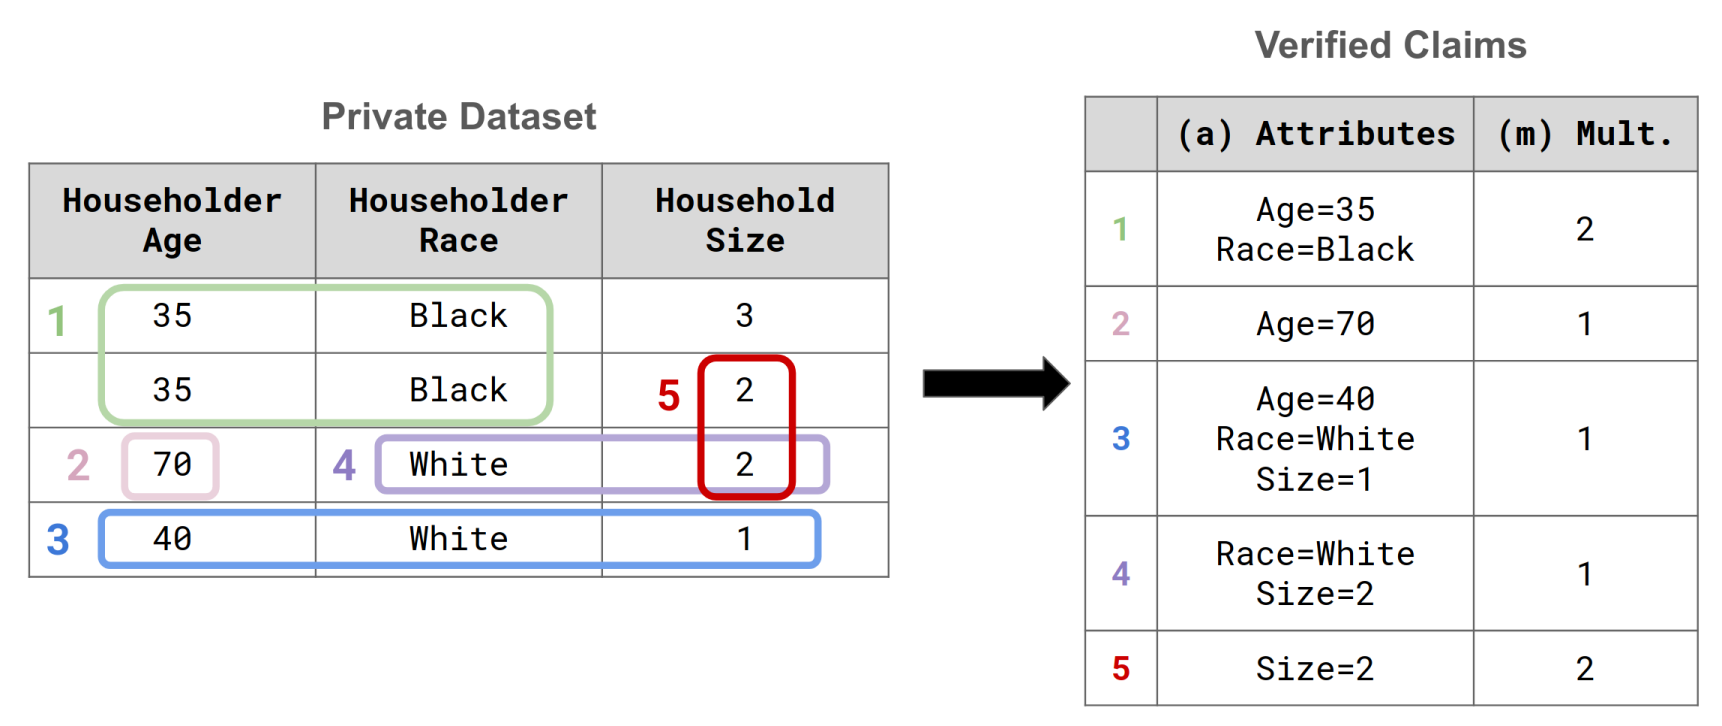 Verified Claims
Private Dataset
Householder Age	Householder Race	Household Size
1	35	Black	3
35	Black	5	2
2	70	4	White	2
3	40	White	1
(a) Attributes	(m) Mult.
1	Age=35 Race=Black	2
2	Age=70	1
3	Age=40 Race=White Size=1	1
4	Race=White Size=2	1
5	Size=2	2